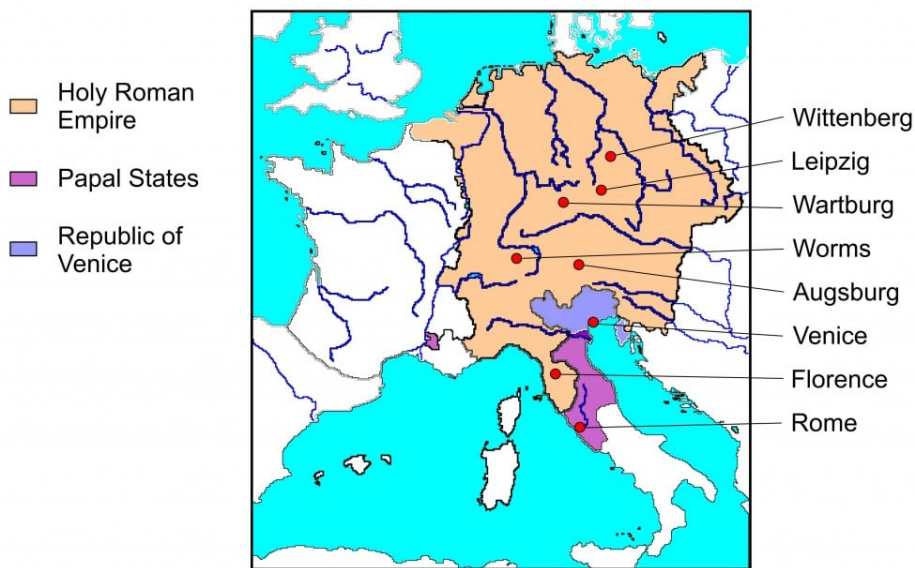 Holy Roman
Empire
Papal States
Republic of
Venice
Wittenberg
Leipzig
Wartburg
Worms
Augsburg
Venice
Florence
Rome